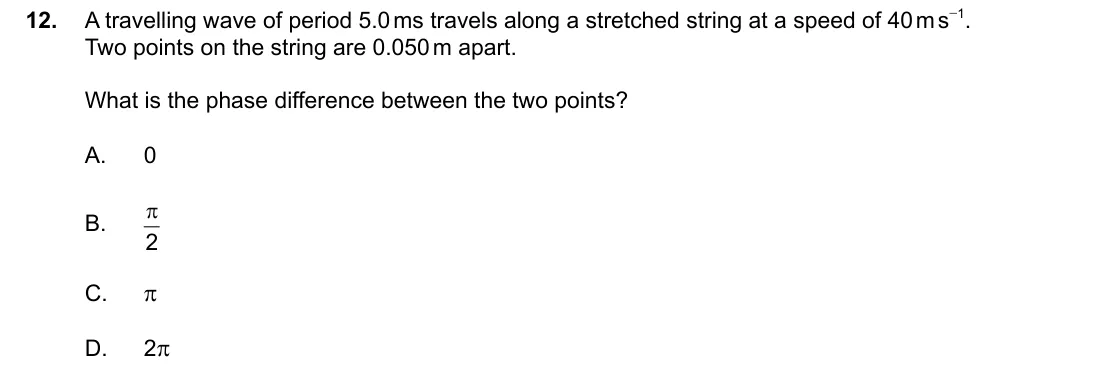 12. A travelling wave of period 5.0 ms travels along a stretched string at a speed of 40 m s⁻¹.
Two points on the string are 0.050 m apart.
What is the phase difference between the two points?
A. 0
B. π/2
C. π
D. 2π